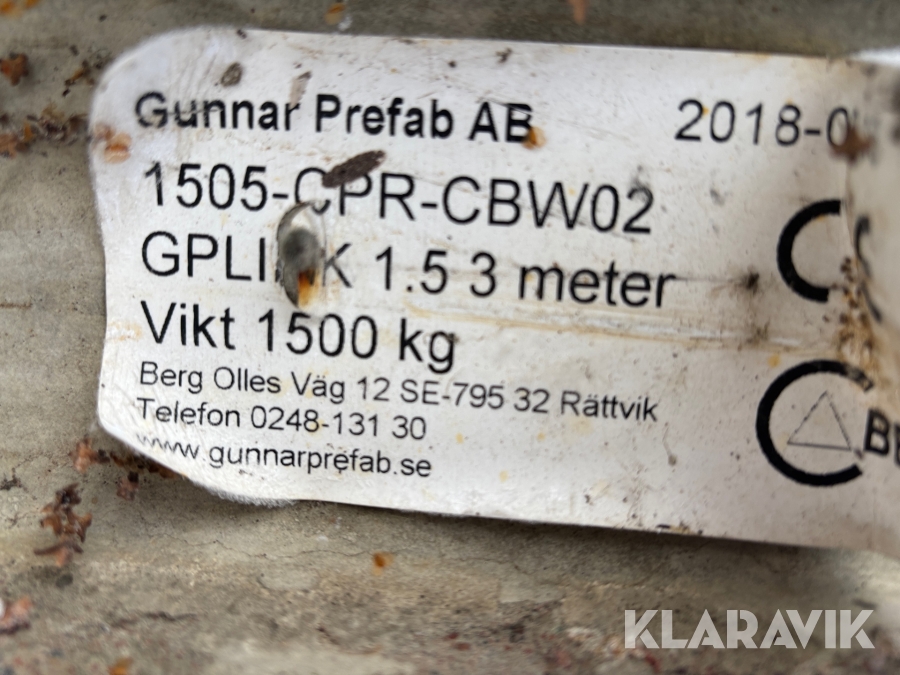 Gunnar Prefab AB 2018-0
1505-CPR-CBW02
GPLINK 1.5 3 meter
Vikt 1500 kg
Berg Olles Väg 12 SE-795 32 Rättvik
Telefon 0248-131 30
www.gunnarprefab.se
KLARAVIK